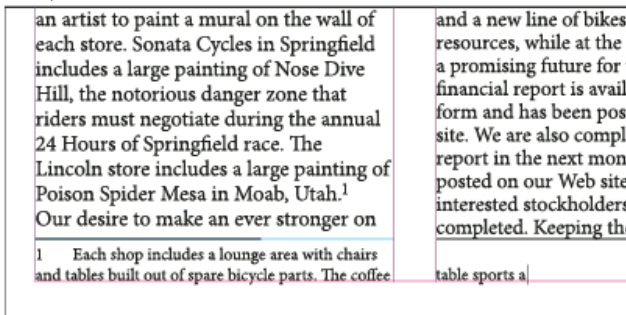 an artist to paint a mural on the wall of
each store. Sonata Cycles in Springfield
includes a large painting of Nose Dive
Hill, the notorious danger zone that
riders must negotiate during the annual
24 Hours of Springfield race. The
Lincoln store includes a large painting of
Poison Spider Mesa in Moab, Utah.1
Our desire to make an ever stronger on
1 Each shop includes a lounge area with chairs
and tables built out of spare bicycle parts. The coffee
and a new line of bikes
resources, while at the
a promising future for
financial report is avail
form and has been pos
site. We are also compl
report in the next mon
posted on our Web site
interested stockholders
completed. Keeping the
table sports a